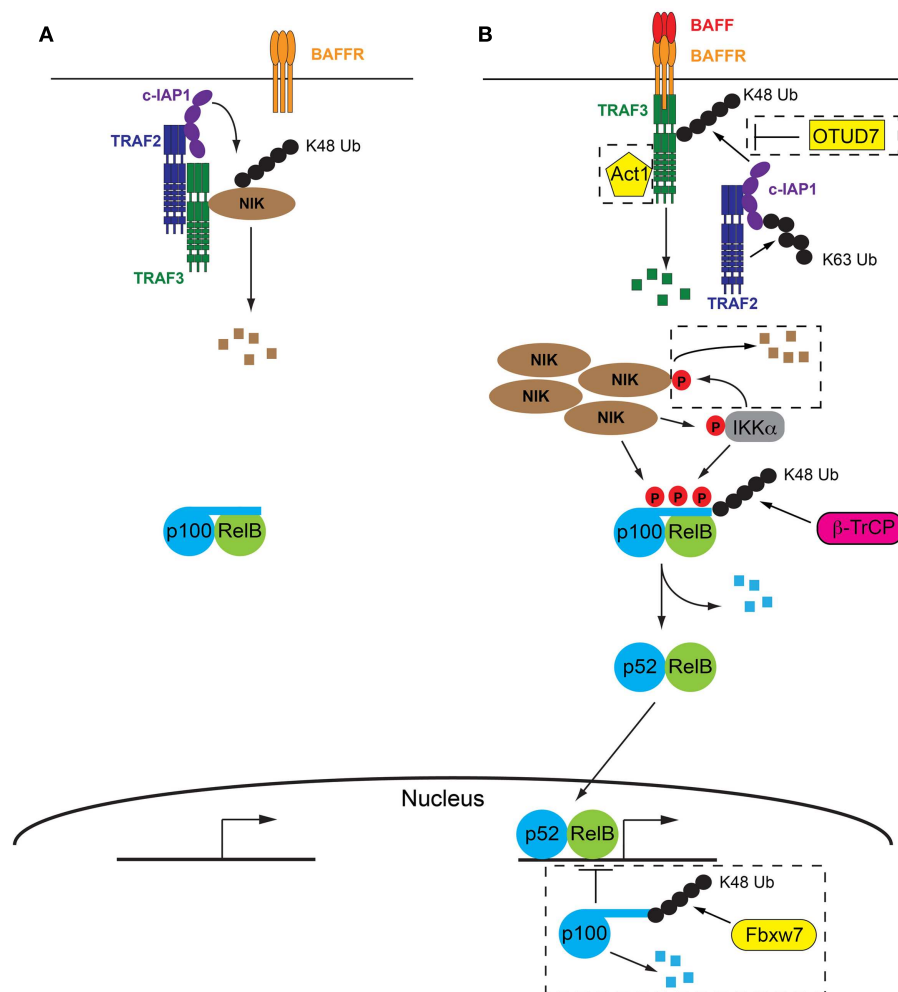 A
BAFFR
c-IAP1
TRAF2
K48 Ub
NIK
TRAF3
p100 RelB
B
BAFF
BAFFR
K48 Ub
TRAF3
OTUD7
Act1
c-IAP1
K63 Ub
TRAF2
NIK
NIK
P
NIK
NIK
P
IKKα
K48 Ub
P P P
p100 RelB
β-TrCP
p52 RelB
Nucleus
p52 RelB
K48 Ub
p100
Fbxw7